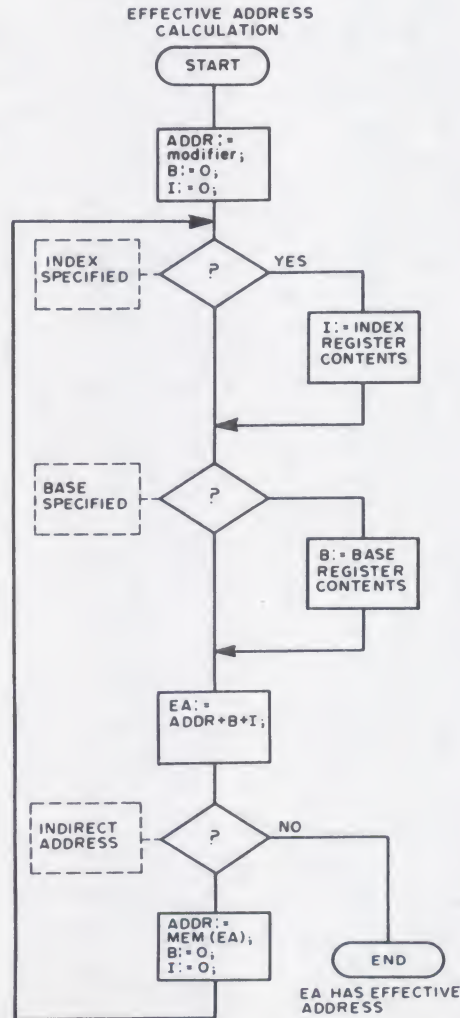 EFFECTIVE ADDRESS
CALCULATION
START
ADDR:=
modifier;
B:=0;
I:=0;
INDEX
SPECIFIED
?
YES
I:=INDEX
REGISTER
CONTENTS
BASE
SPECIFIED
?
B:=BASE
REGISTER
CONTENTS
EA:=
ADDR+B+I;
INDIRECT
ADDRESS
?
NO
ADDR:=
MEM(EA);
B:=0;
I:=0;
END
EA HAS EFFECTIVE
ADDRESS